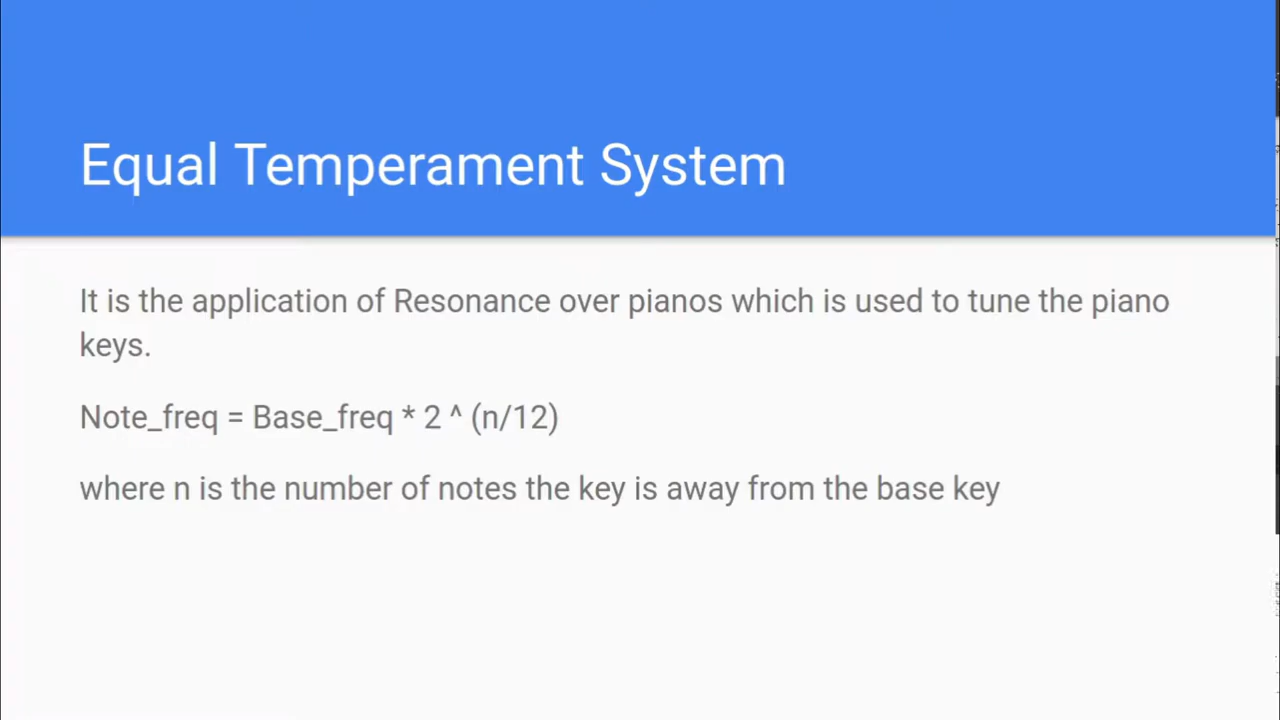 Equal Temperament System
It is the application of Resonance over pianos which is used to tune the piano
keys.
Note_freq = Base_freq * 2 ^ (n/12)
where n is the number of notes the key is away from the base key